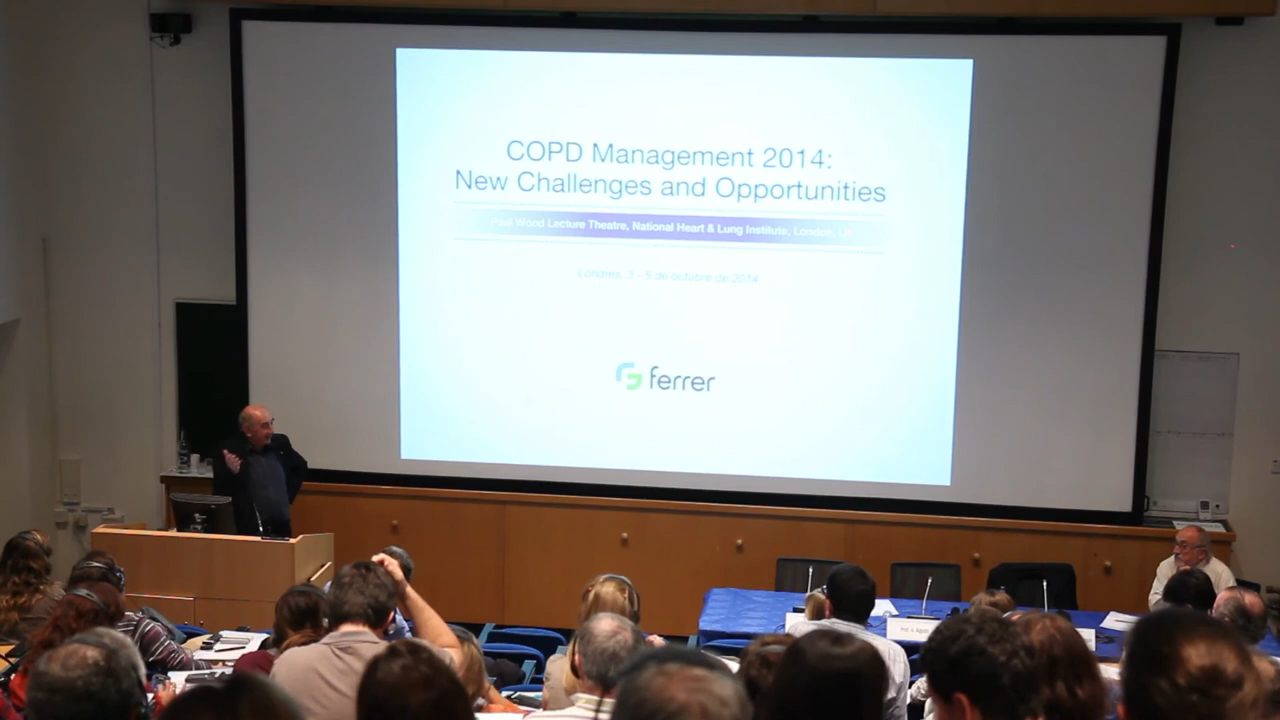 COPD Management 2014:
New Challenges and Opportunities
Paul Wood Lecture Theatre, National Heart & Lung Institute, London, UK
Londres, 3 - 5 de octubre de 2014
ferrer